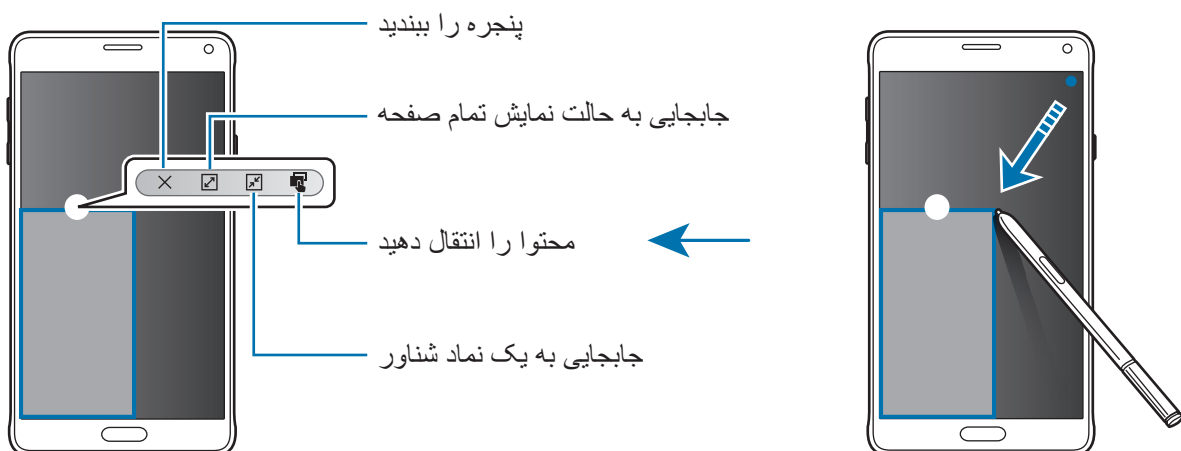 پنجره را ببندید
جابجایی به حالت نمایش تمام صفحه
محتوا را انتقال دهید
جابجایی به یک نماد شناور